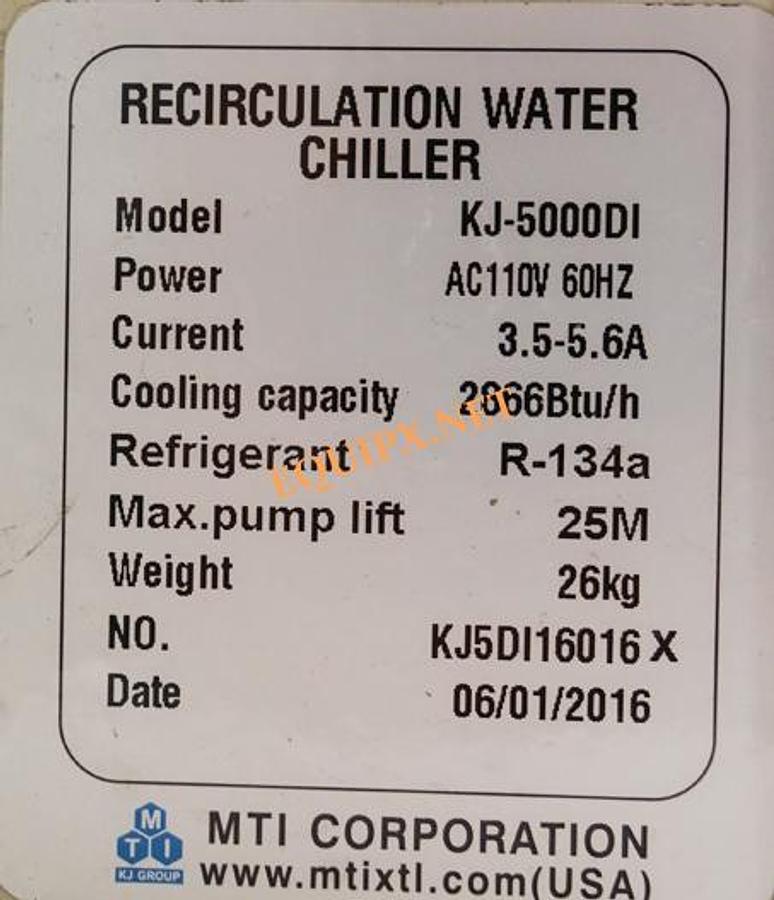 RECIRCULATION WATER
CHILLER
Model KJ-5000DI
Power AC110V 60HZ
Current 3.5-5.6A
Cooling capacity 2866Btu/h
Refrigerant R-134a
Max.pump lift 25M
Weight 26kg
NO. KJ5DI16016 X
Date 06/01/2016
EQUIPX.NET
MTI
KJ GROUP
MTI CORPORATION
www.mtixtl.com(USA)